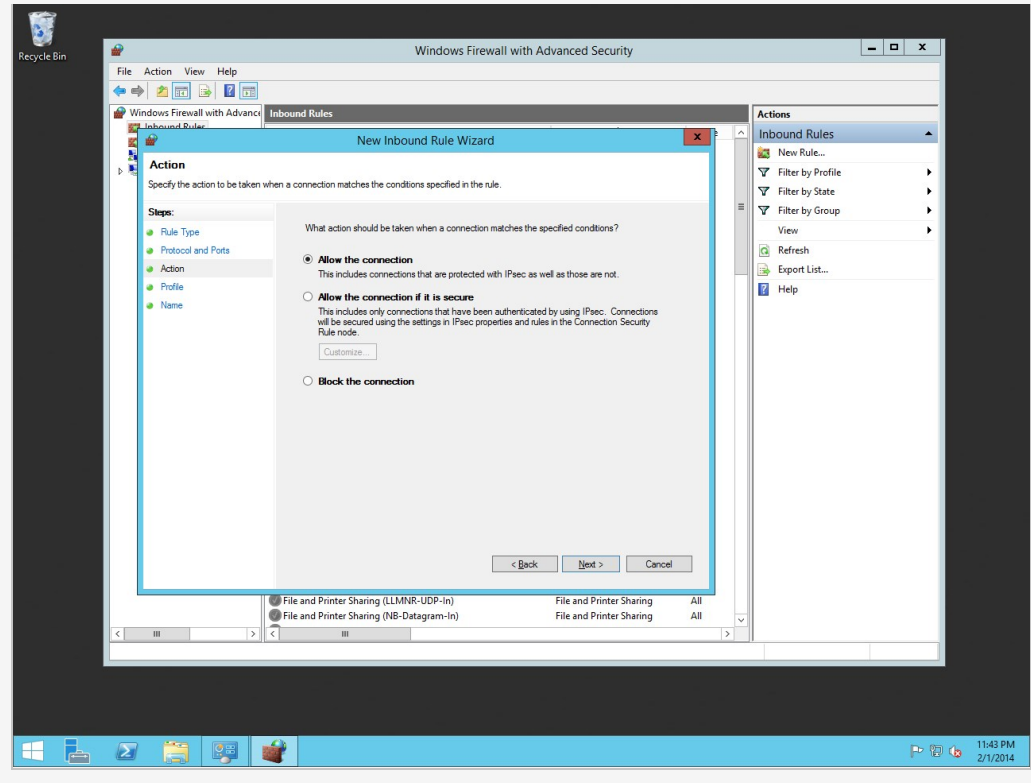 Recycle Bin
Windows Firewall with Advanced Security
File Action View Help
Windows Firewall with Advance
Inbound Rules
Inbound Rules
New Inbound Rule Wizard
Action
Specify the action to be taken when a connection matches the conditions specified in the rule.
Steps:
Rule Type
Protocol and Ports
Action
Profile
Name
What action should be taken when a connection matches the specified conditions?
Allow the connection
This includes connections that are protected with IPsec as well as those are not.
Allow the connection if it is secure
This includes only connections that have been authenticated by using IPsec. Connections
will be secured using the settings in IPsec properties and rules in the Connection Security
Rule node.
Customize...
Block the connection
< Back Next > Cancel
File and Printer Sharing (LLMNR-UDP-In) File and Printer Sharing All
File and Printer Sharing (NB-Datagram-In) File and Printer Sharing All
Actions
Inbound Rules
New Rule...
Filter by Profile
Filter by State
Filter by Group
View
Refresh
Export List...
Help
11:43 PM
2/1/2014